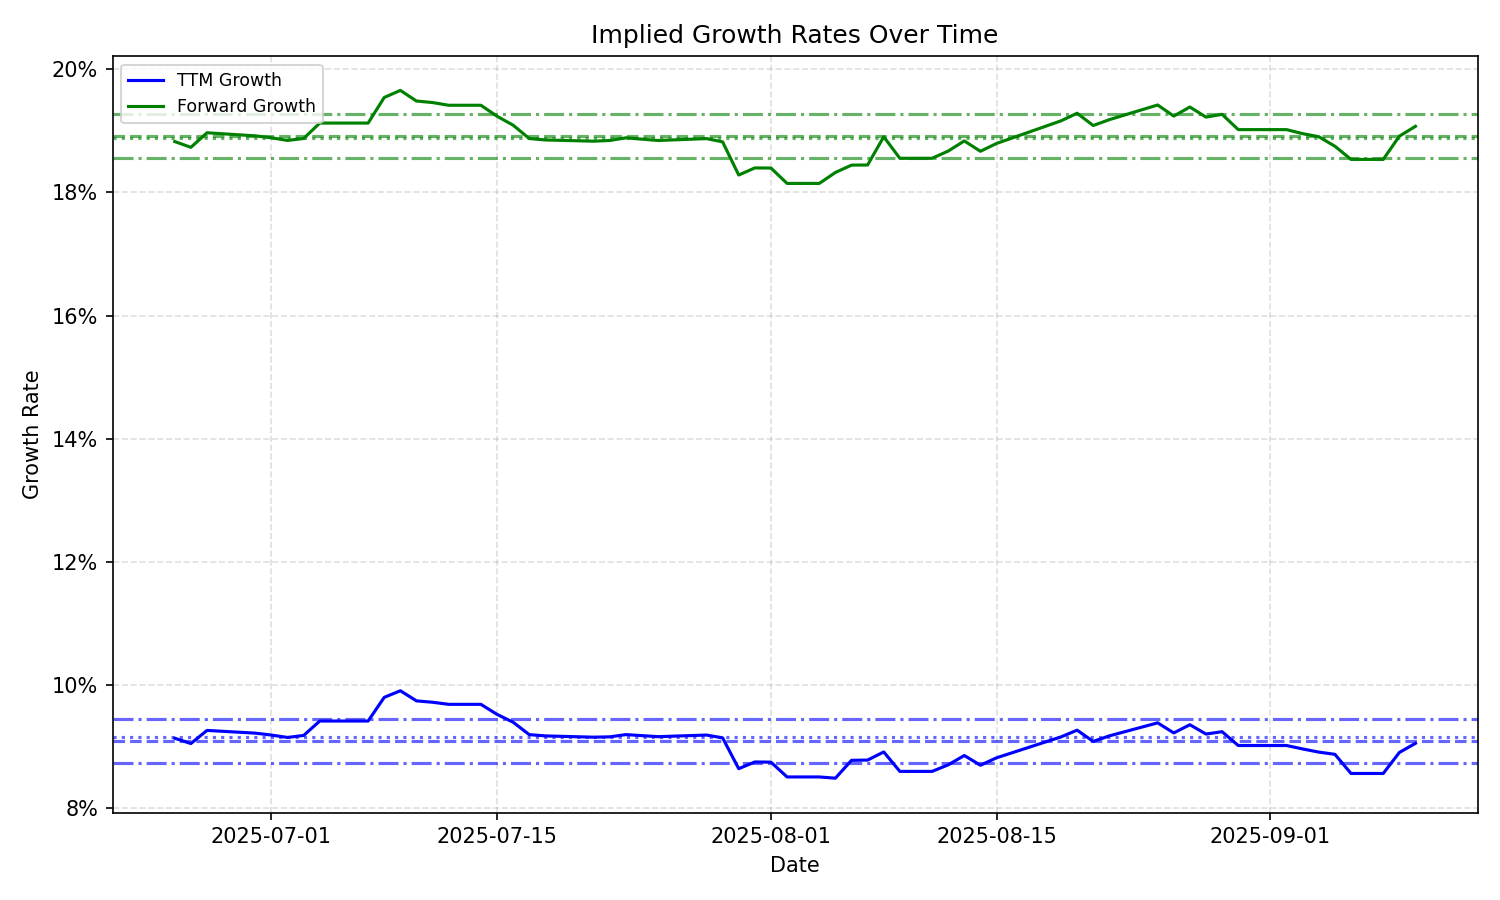 Implied Growth Rates Over Time
TTM Growth
Forward Growth
20%
18%
16%
14%
12%
10%
8%
Growth Rate
2025-07-01
2025-07-15
2025-08-01
2025-08-15
2025-09-01
Date